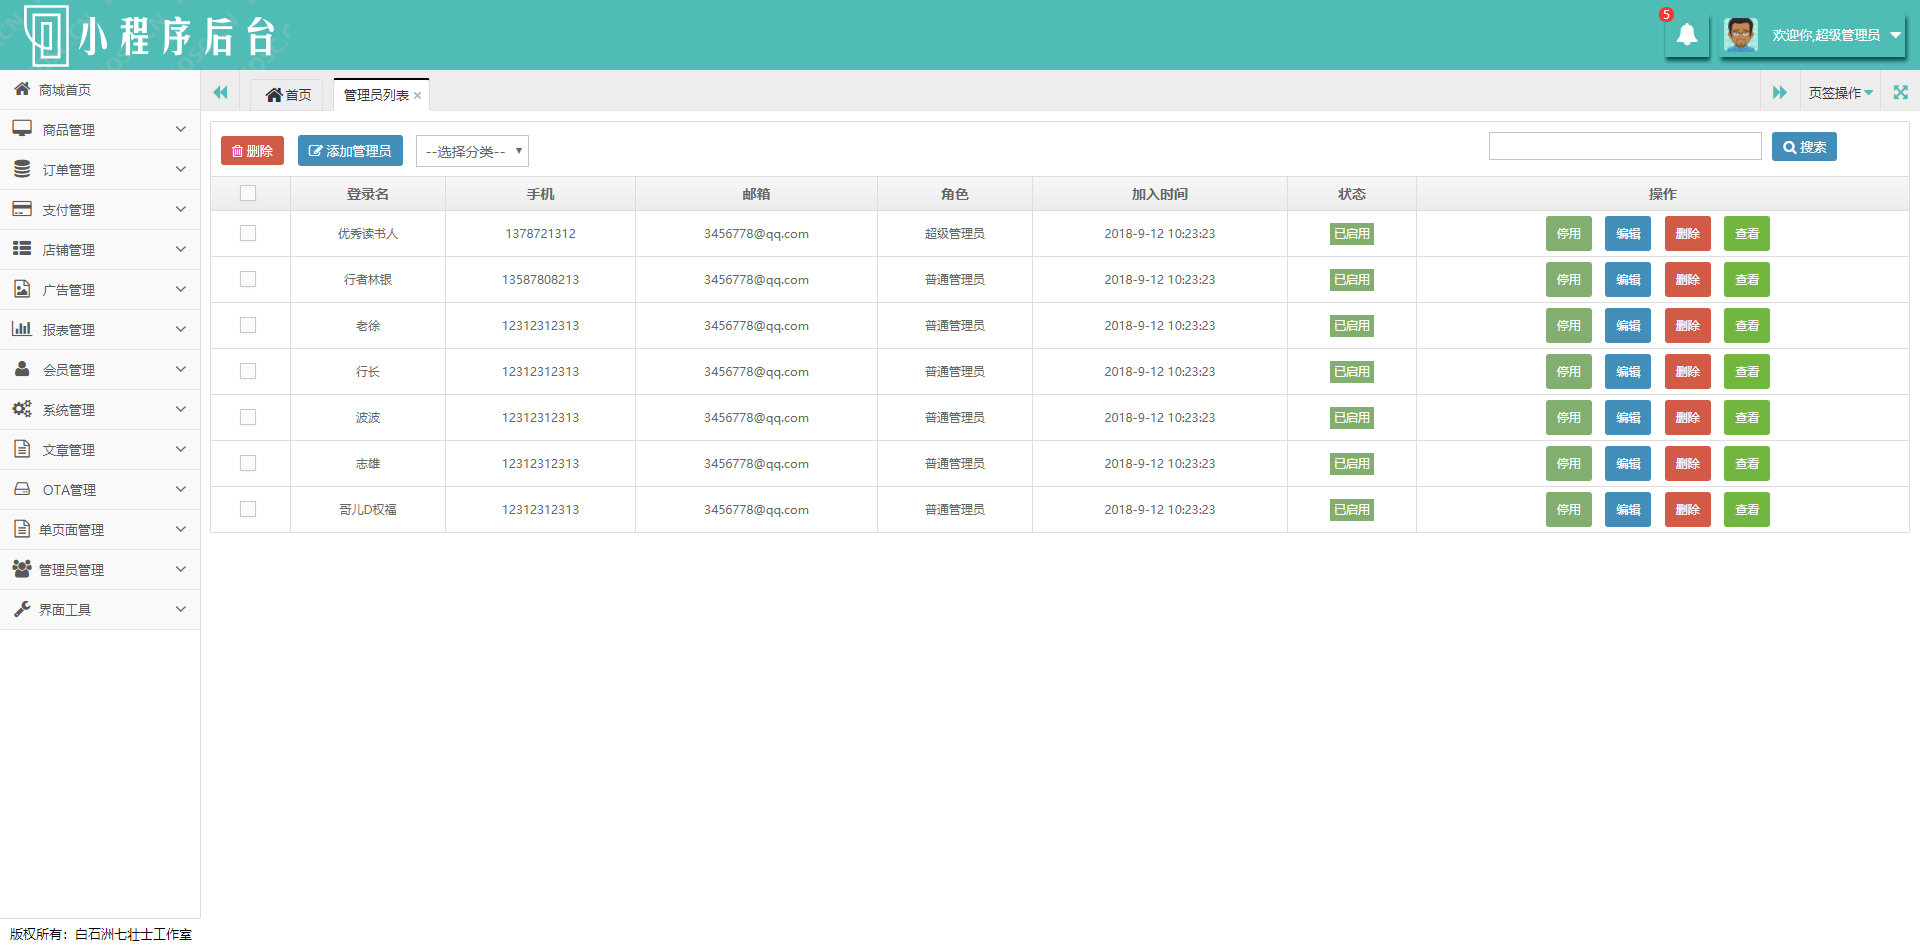 小程序后台
5
欢迎你,超级管理员
商城首页
商品管理
订单管理
支付管理
店铺管理
广告管理
报表管理
会员管理
系统管理
文章管理
OTA管理
单页面管理
管理员管理
界面工具
版权所有：白石洲七壮士工作室
首页 管理员列表 × 页签操作
删除 添加管理员 --选择分类-- 搜索
登录名 手机 邮箱 角色 加入时间 状态 操作
优秀读书人 1378721312 3456778@qq.com 超级管理员 2018-9-12 10:23:23 已启用 停用 编辑 删除 查看
行者林银 13587808213 3456778@qq.com 普通管理员 2018-9-12 10:23:23 已启用 停用 编辑 删除 查看
老徐 12312312313 3456778@qq.com 普通管理员 2018-9-12 10:23:23 已启用 停用 编辑 删除 查看
行长 12312312313 3456778@qq.com 普通管理员 2018-9-12 10:23:23 已启用 停用 编辑 删除 查看
波波 12312312313 3456778@qq.com 普通管理员 2018-9-12 10:23:23 已启用 停用 编辑 删除 查看
志雄 12312312313 3456778@qq.com 普通管理员 2018-9-12 10:23:23 已启用 停用 编辑 删除 查看
哥儿D权福 12312312313 3456778@qq.com 普通管理员 2018-9-12 10:23:23 已启用 停用 编辑 删除 查看